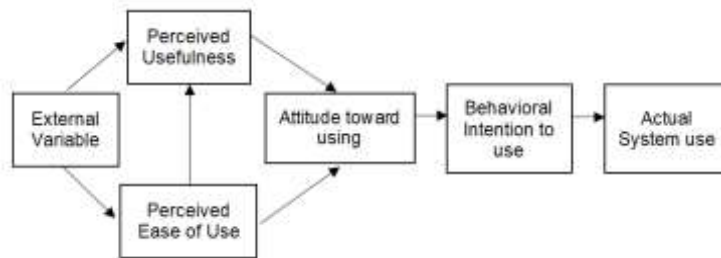 Perceived
Usefulness
External
Variable
Attitude toward
using
Behavioral
Intention to
use
Actual
System use
Perceived
Ease of Use